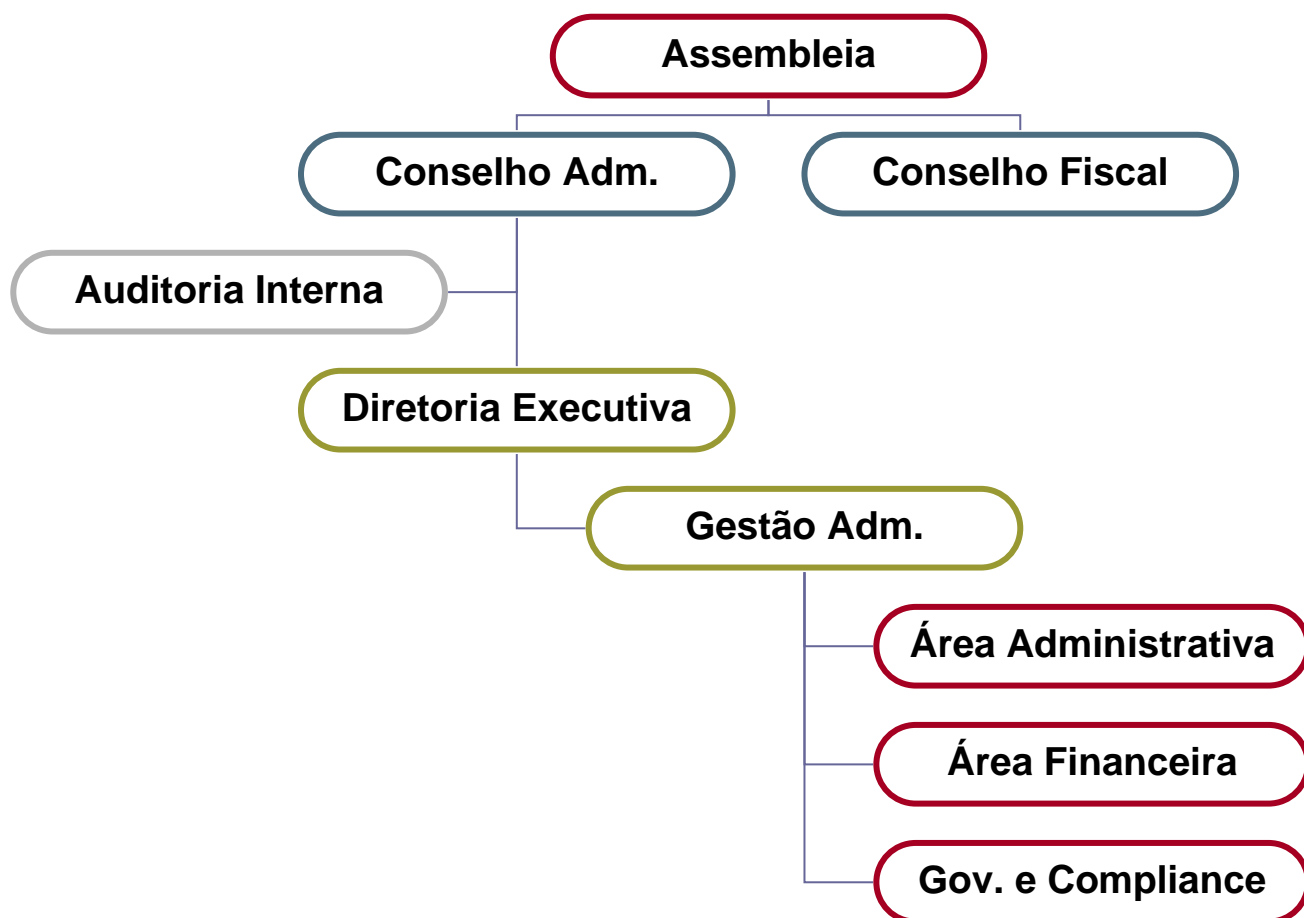 Assembleia
Conselho Adm.
Conselho Fiscal
Auditoria Interna
Diretoria Executiva
Gestão Adm.
Área Administrativa
Área Financeira
Gov. e Compliance